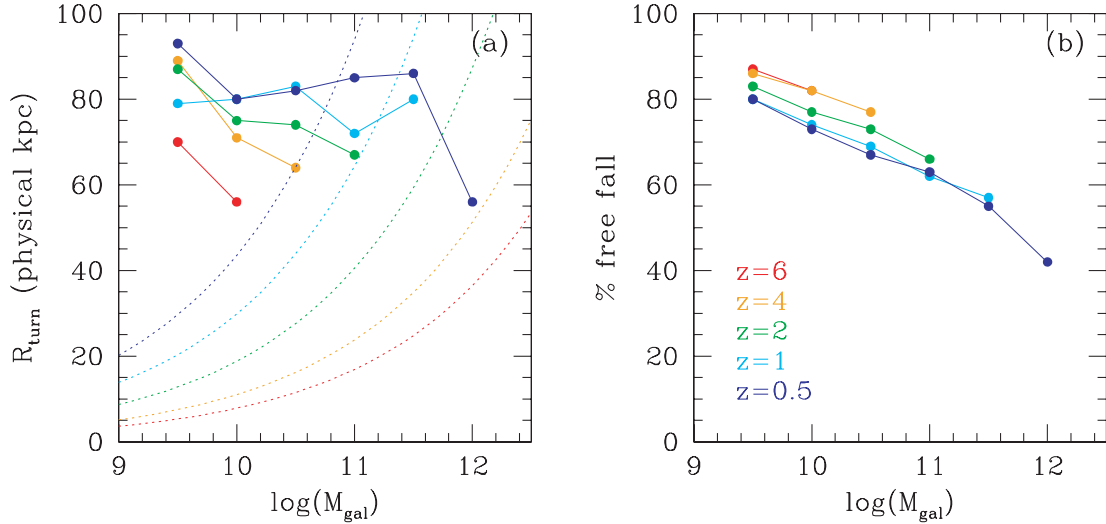 (a)
100
80
60
40
20
0
R_turn (physical kpc)
9 10 11 12
log(M_gal)
(b)
100
80
60
40
20
0
% free fall
z=6
z=4
z=2
z=1
z=0.5
9 10 11 12
log(M_gal)